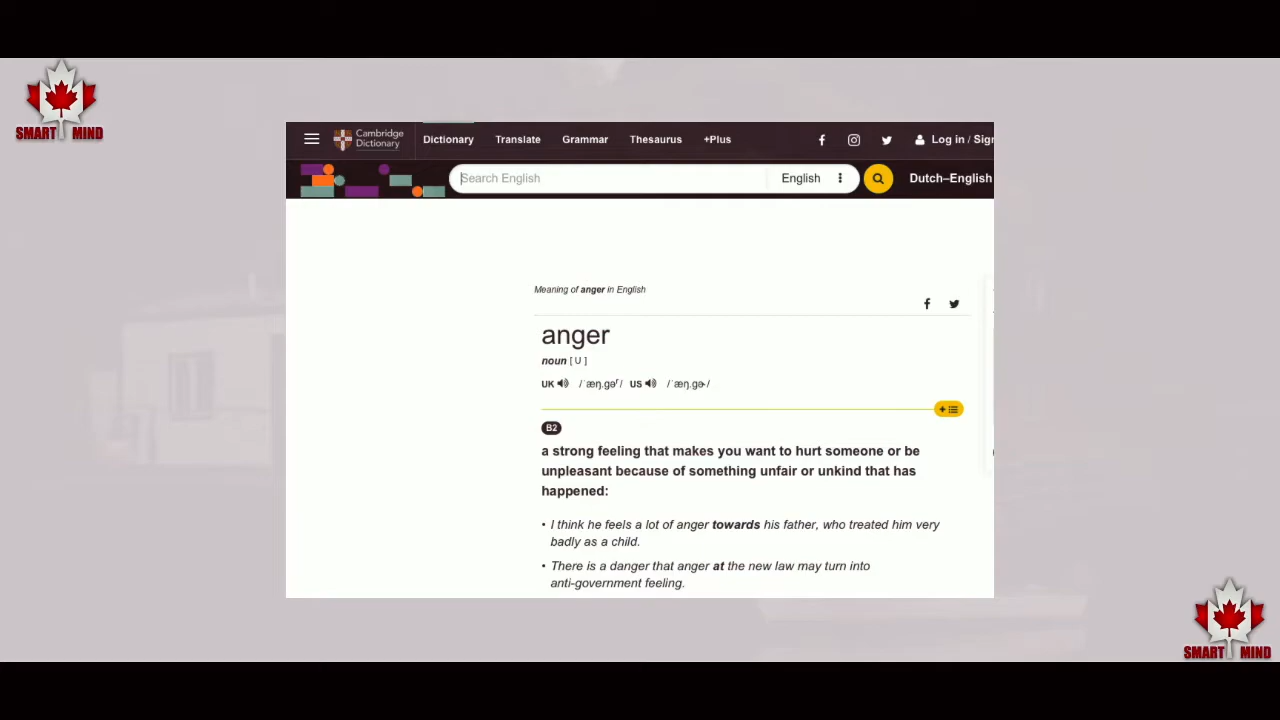 SMART MIND
Cambridge
Dictionary
Dictionary Translate Grammar Thesaurus +Plus
Log in / Sign
Search English
English
Dutch–English
Meaning of anger in English
anger
noun [ U ]
UK /ˈæŋ.ɡəʳ/ US /ˈæŋ.ɡɚ/
B2
a strong feeling that makes you want to hurt someone or be
unpleasant because of something unfair or unkind that has
happened:
• I think he feels a lot of anger towards his father, who treated him very
badly as a child.
• There is a danger that anger at the new law may turn into
anti-government feeling.
SMART MIND